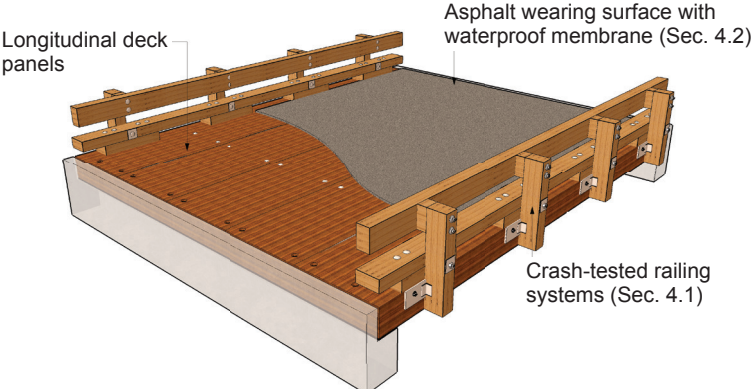 Asphalt wearing surface with
waterproof membrane (Sec. 4.2)
Longitudinal deck
panels
Crash-tested railing
systems (Sec. 4.1)